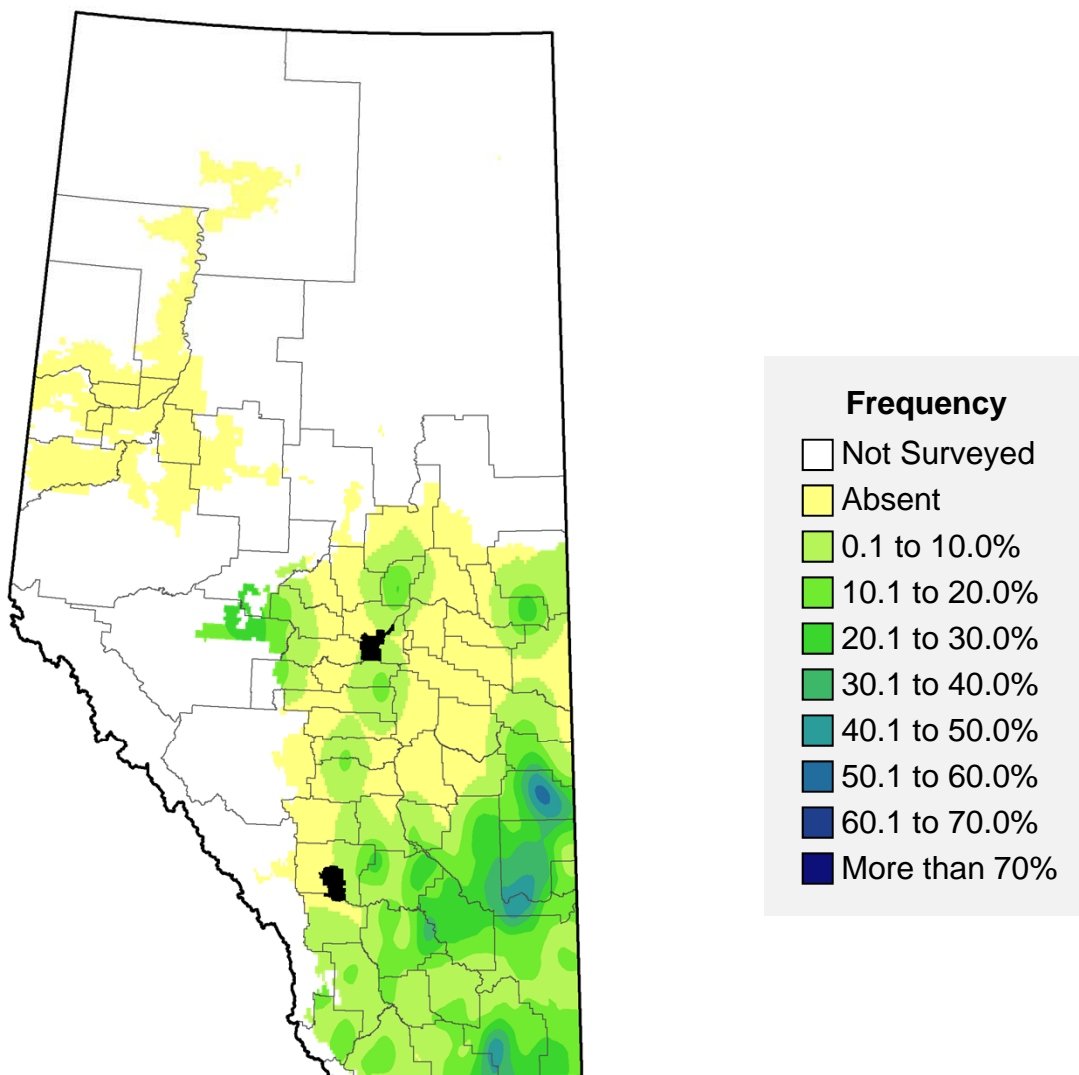 Frequency
Not Surveyed
Absent
0.1 to 10.0%
10.1 to 20.0%
20.1 to 30.0%
30.1 to 40.0%
40.1 to 50.0%
50.1 to 60.0%
60.1 to 70.0%
More than 70%